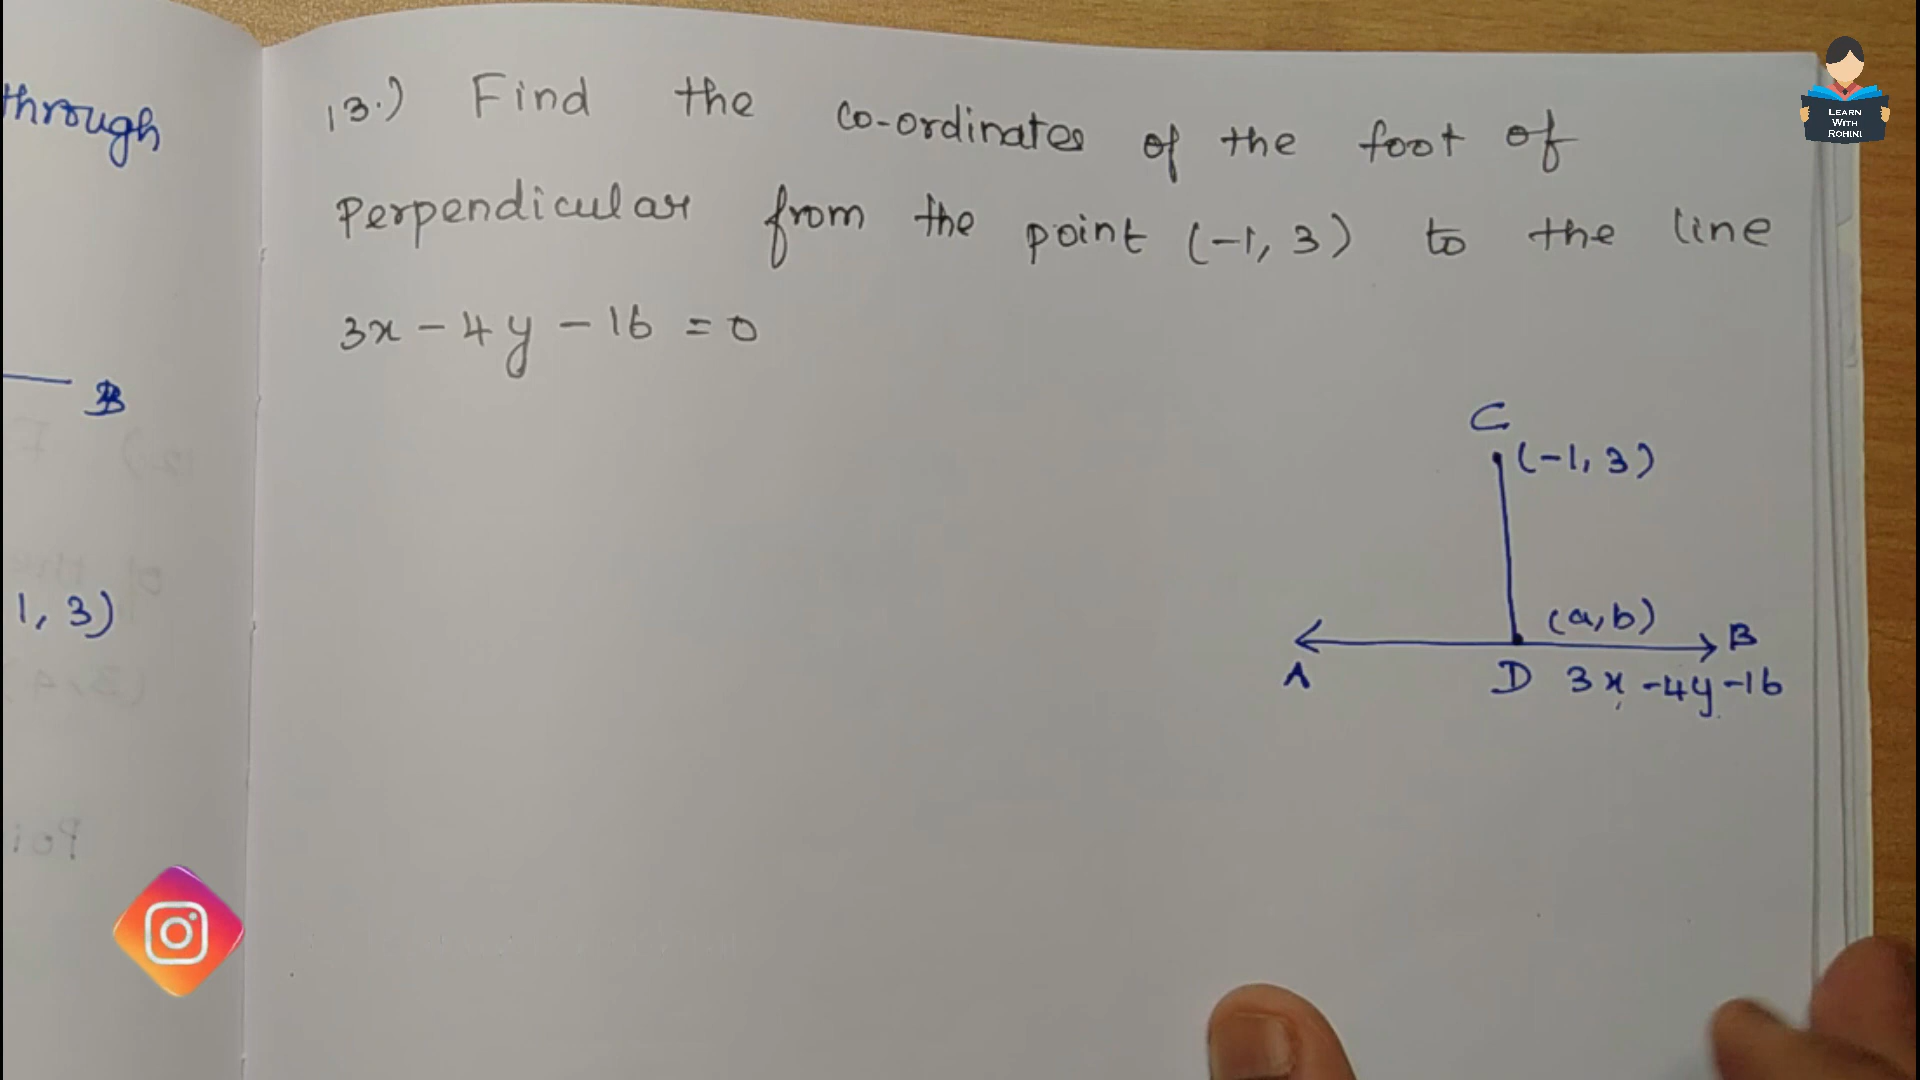 through
B
1, 3)
13.) Find the co-ordinates of the foot of
perpendicular from the point (-1, 3) to the line
3x - 4y - 16 = 0
C
(-1, 3)
(a, b)
A
D
B
3x - 4y - 16
LEARN
WITH
ROHINI